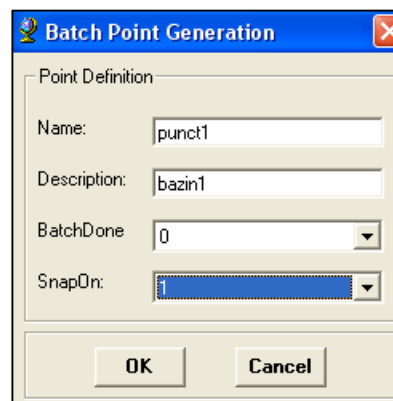 Batch Point Generation
Point Definition
Name: punct1
Description: bazin1
BatchDone 0
SnapOn: 1
OK Cancel